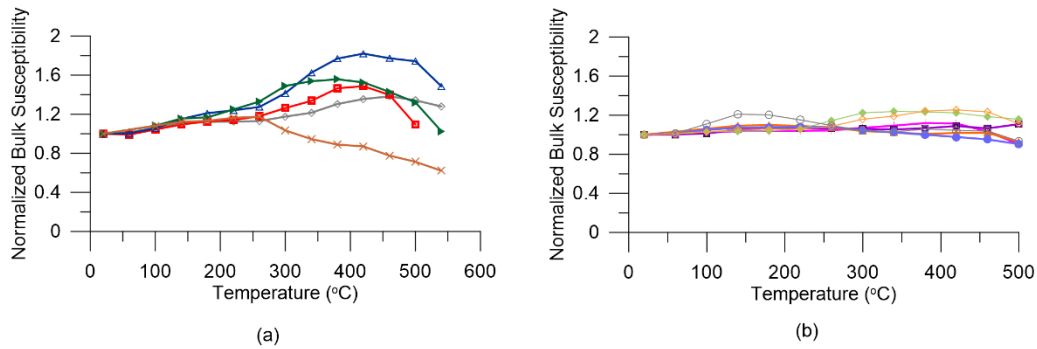 Normalized Bulk Susceptibility
2
1.6
1.2
0.8
0.4
0
0 100 200 300 400 500 600
Temperature (°C)
(a)
Normalized Bulk Susceptibility
2
1.6
1.2
0.8
0.4
0
0 100 200 300 400 500
Temperature (°C)
(b)